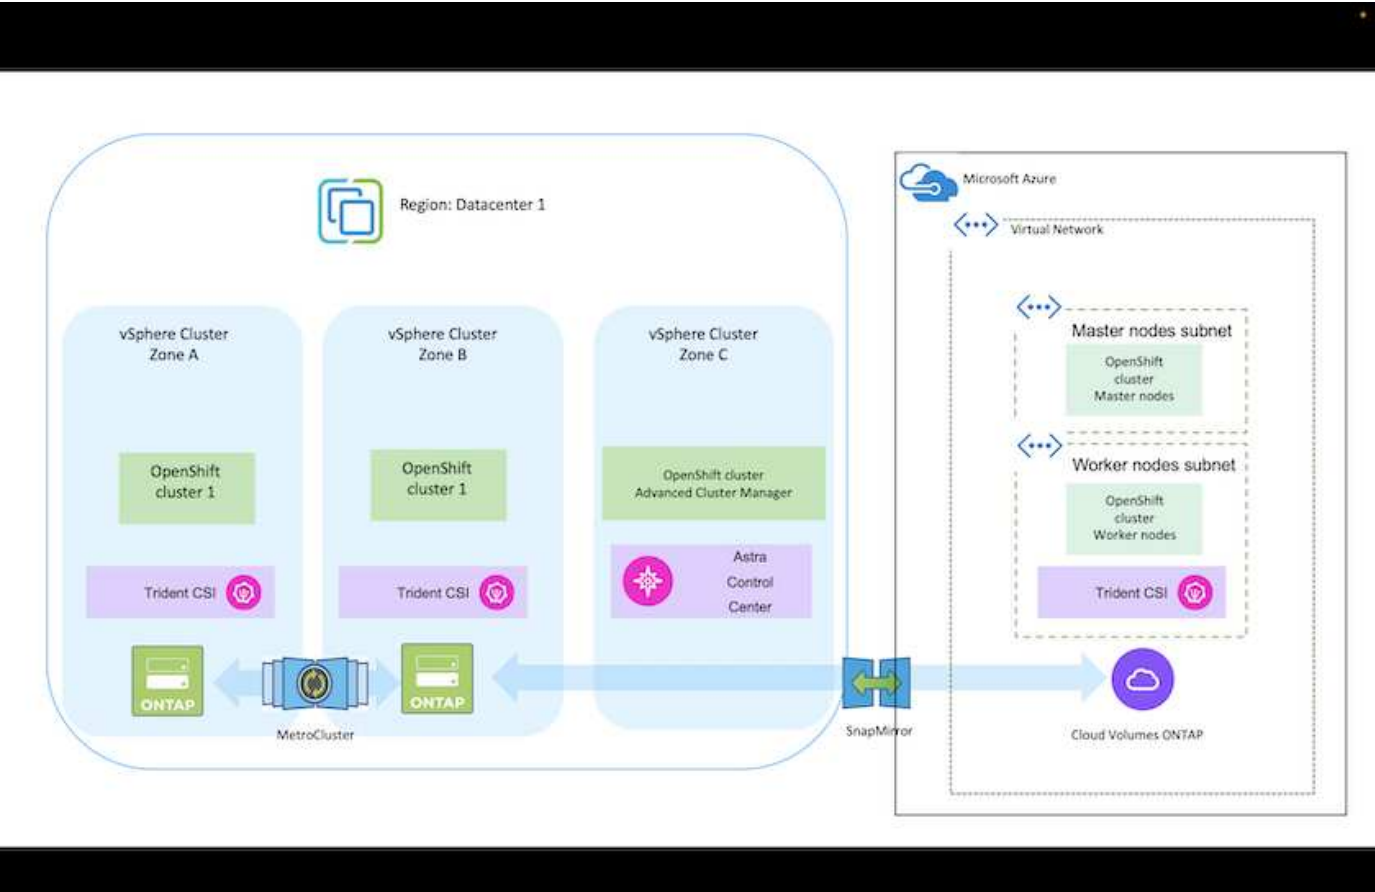 Region: Datacenter 1
Microsoft Azure
Virtual Network
vSphere Cluster
Zone A
vSphere Cluster
Zone B
vSphere Cluster
Zone C
Master nodes subnet
OpenShift
cluster
Master nodes
Worker nodes subnet
OpenShift
cluster
Worker nodes
OpenShift
cluster 1
OpenShift
cluster 1
OpenShift cluster
Advanced Cluster Manager
Trident CSI
Trident CSI
Astra
Control
Center
Trident CSI
ONTAP
ONTAP
MetroCluster
SnapMirror
Cloud Volumes ONTAP